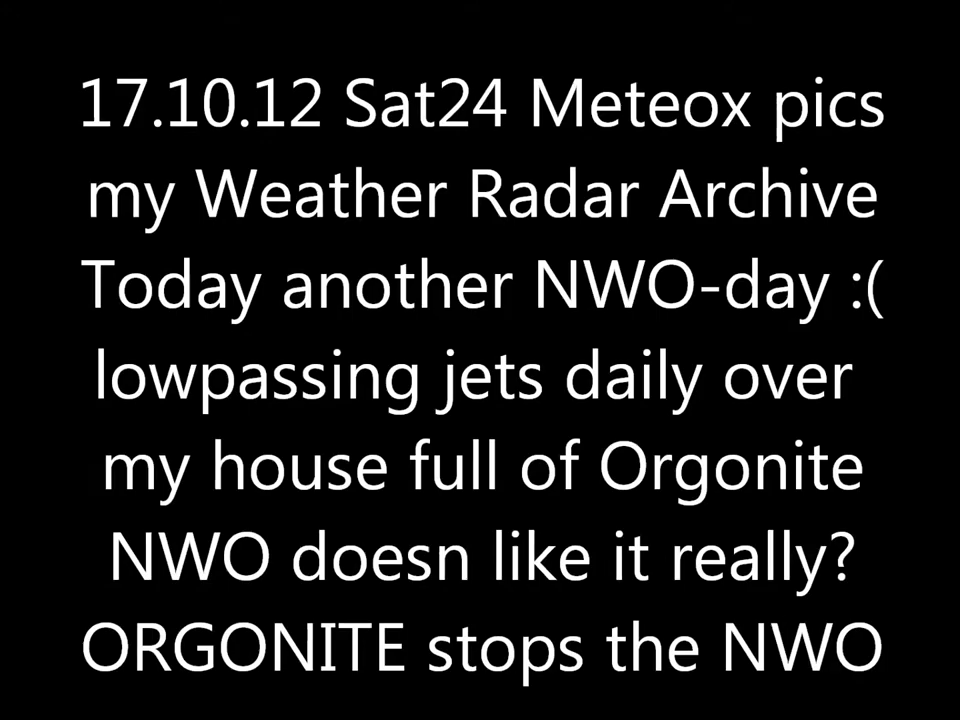 17.10.12 Sat24 Meteox pics
my Weather Radar Archive
Today another NWO-day :(
lowpassing jets daily over
my house full of Orgonite
NWO doesn like it really?
ORGONITE stops the NWO